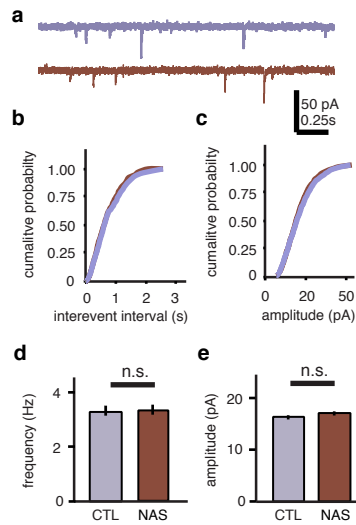 a
50 pA
0.25s
b
c
cumalitve probabilty
1.00
0.75
0.50
0.25
0
0
1
2
3
interevent interval (s)
cumalitve probability
1.00
0.75
0.50
0.25
0
0
20
50
amplitude (pA)
d
e
n.s.
frequency (Hz)
4
2
0
CTL
NAS
n.s.
amplitude (pA)
20
10
0
CTL
NAS